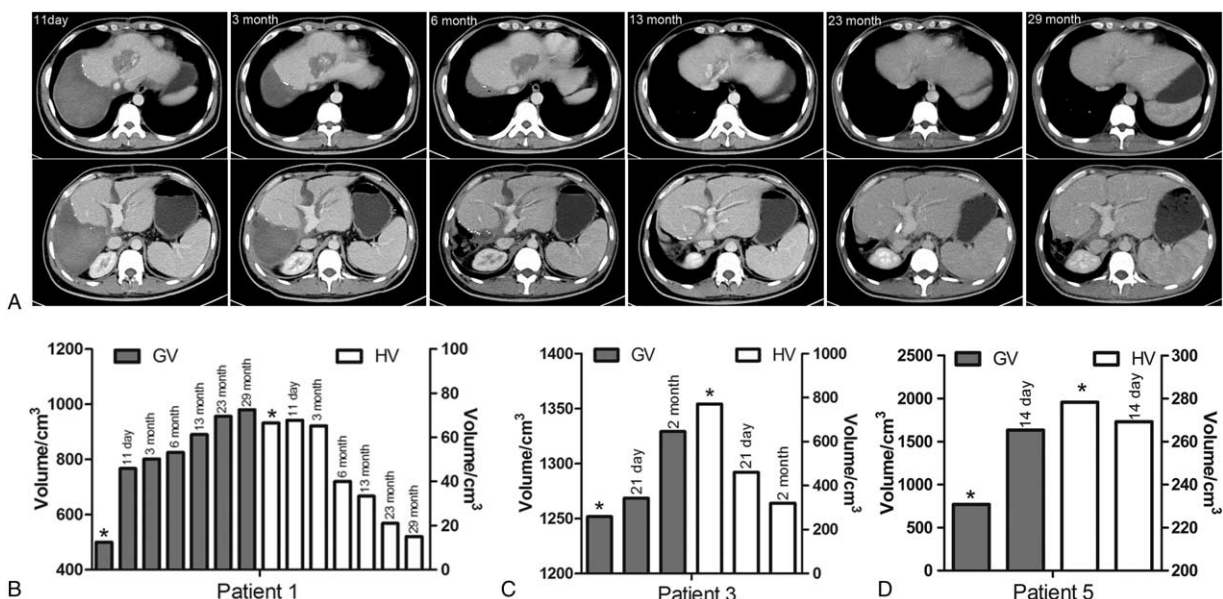 A
11day
3 month
6 month
13 month
23 month
29 month
B
Volume/cm3
1200
1000
800
600
400
GV
HV
*
11 day
3 month
6 month
13 month
23 month
29 month
*
11 day
3 month
6 month
13 month
23 month
29 month
100
80
60
40
20
0
Volume/cm3
Patient 1
C
Volume/cm3
1400
1350
1300
1250
1200
GV
HV
*
21 day
2 month
*
21 day
2 month
1000
800
600
400
200
0
Volume/cm3
Patient 3
D
Volume/cm3
2500
2000
1500
1000
500
0
GV
HV
*
14 day
*
14 day
300
280
260
240
220
200
Volume/cm3
Patient 5